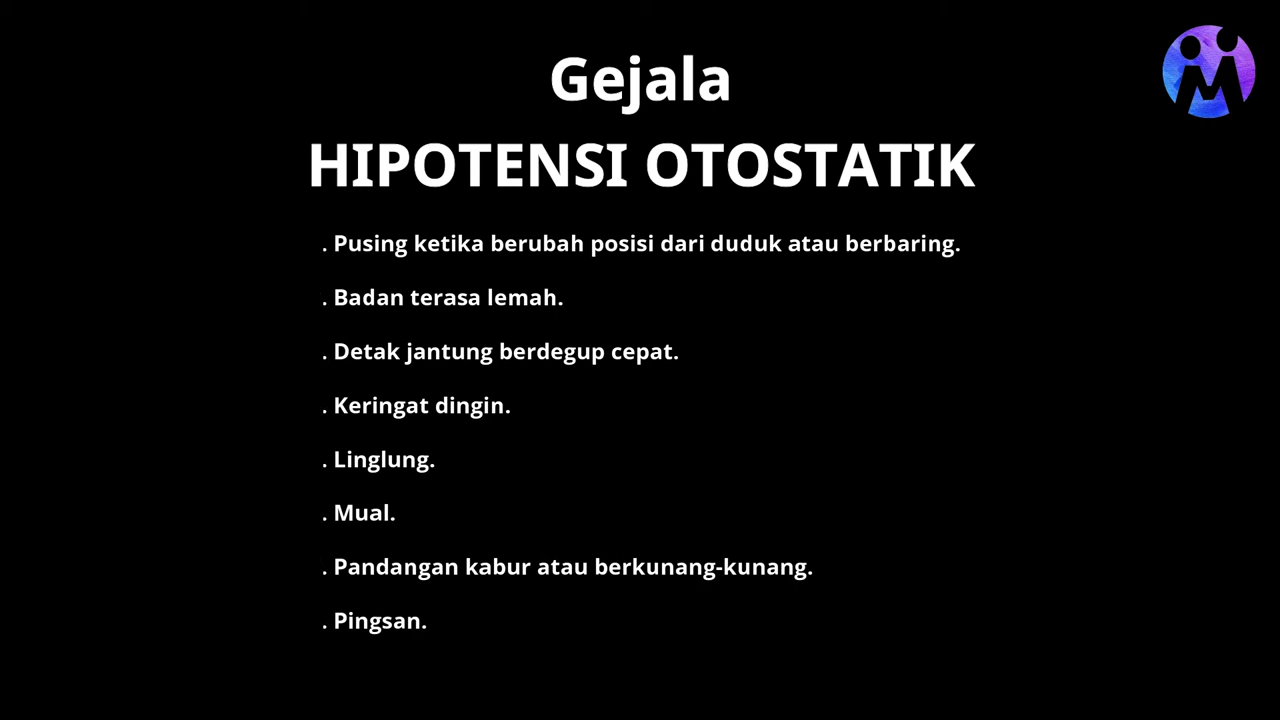 Gejala
HIPOTENSI OTOSTATIK
. Pusing ketika berubah posisi dari duduk atau berbaring.
. Badan terasa lemah.
. Detak jantung berdegup cepat.
. Keringat dingin.
. Linglung.
. Mual.
. Pandangan kabur atau berkunang-kunang.
. Pingsan.